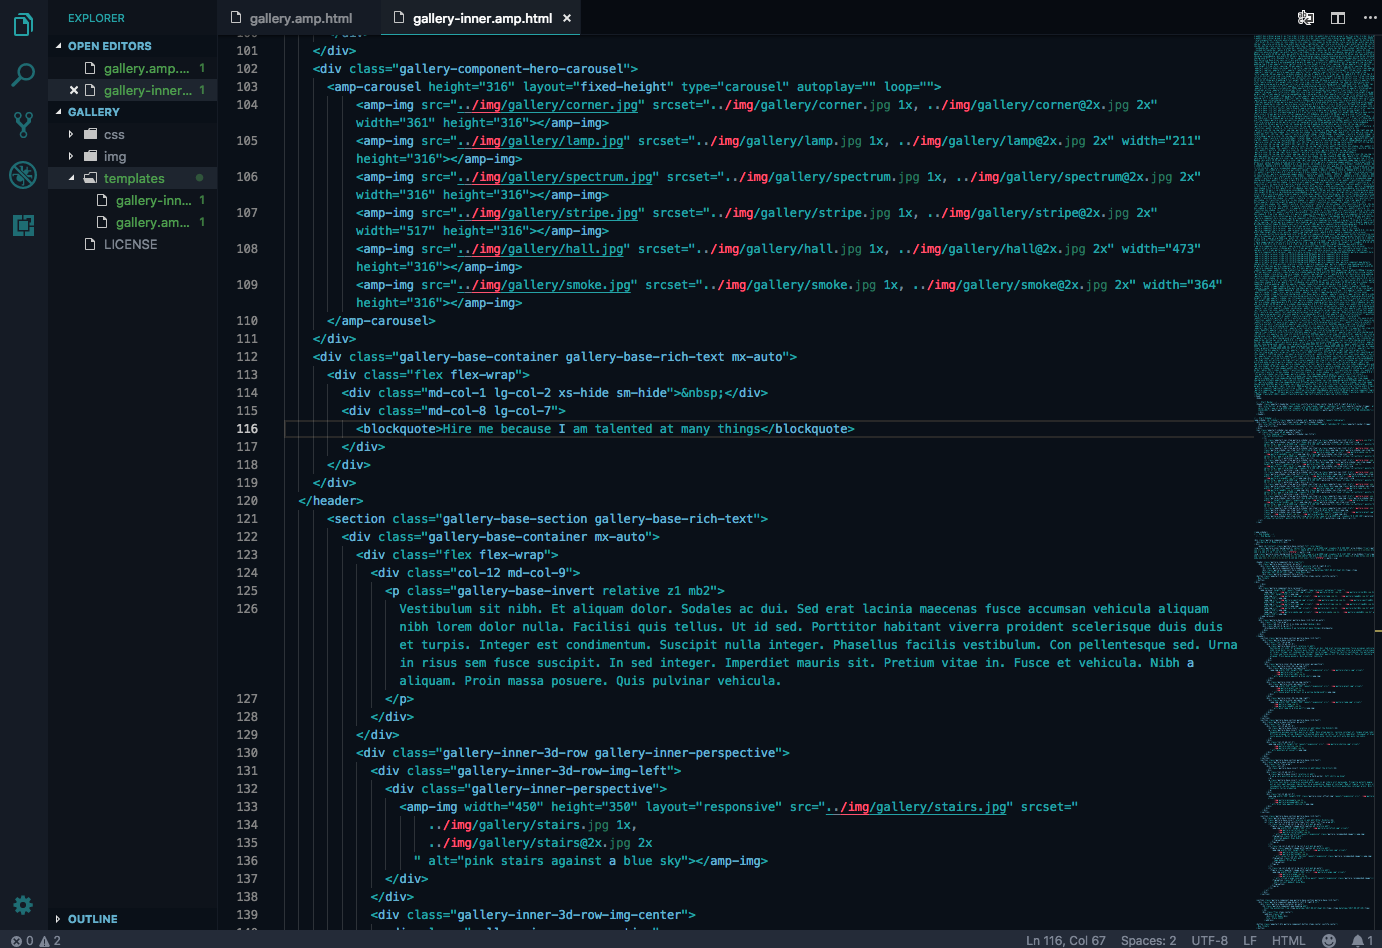 EXPLORER
OPEN EDITORS
gallery.amp.... 1
gallery-inner... 1
GALLERY
css
img
templates
gallery-inn... 1
gallery.am... 1
LICENSE
OUTLINE
gallery.amp.html
gallery-inner.amp.html
101 </div>
102 <div class="gallery-component-hero-carousel">
103 <amp-carousel height="316" layout="fixed-height" type="carousel" autoplay="" loop="">
104 <amp-img src="../img/gallery/corner.jpg" srcset="../img/gallery/corner.jpg 1x, ../img/gallery/corner@2x.jpg 2x"
width="361" height="316"></amp-img>
105 <amp-img src="../img/gallery/lamp.jpg" srcset="../img/gallery/lamp.jpg 1x, ../img/gallery/lamp@2x.jpg 2x" width="211"
height="316"></amp-img>
106 <amp-img src="../img/gallery/spectrum.jpg" srcset="../img/gallery/spectrum.jpg 1x, ../img/gallery/spectrum@2x.jpg 2x"
width="316" height="316"></amp-img>
107 <amp-img src="../img/gallery/stripe.jpg" srcset="../img/gallery/stripe.jpg 1x, ../img/gallery/stripe@2x.jpg 2x"
width="517" height="316"></amp-img>
108 <amp-img src="../img/gallery/hall.jpg" srcset="../img/gallery/hall.jpg 1x, ../img/gallery/hall@2x.jpg 2x" width="473"
height="316"></amp-img>
109 <amp-img src="../img/gallery/smoke.jpg" srcset="../img/gallery/smoke.jpg 1x, ../img/gallery/smoke@2x.jpg 2x" width="364"
height="316"></amp-img>
110 </amp-carousel>
111 </div>
112 <div class="gallery-base-container gallery-base-rich-text mx-auto">
113 <div class="flex flex-wrap">
114 <div class="md-col-1 lg-col-2 xs-hide sm-hide">&nbsp;</div>
115 <div class="md-col-8 lg-col-7">
116 <blockquote>Hire me because I am talented at many things</blockquote>
117 </div>
118 </div>
119 </div>
120 </header>
121 <section class="gallery-base-section gallery-base-rich-text">
122 <div class="gallery-base-container mx-auto">
123 <div class="flex flex-wrap">
124 <div class="col-12 md-col-9">
125 <p class="gallery-base-invert relative z1 mb2">
126 Vestibulum sit nibh. Et aliquam dolor. Sodales ac dui. Sed erat lacinia maecenas fusce accumsan vehicula aliquam
nibh lorem dolor nulla. Facilisi quis tellus. Ut id sed. Porttitor habitant viverra proident scelerisque duis duis
et turpis. Integer est condimentum. Suscipit nulla integer. Phasellus facilis vestibulum. Con pellentesque sed. Urna
in risus sem fusce suscipit. In sed integer. Imperdiet mauris sit. Pretium vitae in. Fusce et vehicula. Nibh a
aliquam. Proin massa posuere. Quis pulvinar vehicula.
127 </p>
128 </div>
129 </div>
130 <div class="gallery-inner-3d-row gallery-inner-perspective">
131 <div class="gallery-inner-3d-row-img-left">
132 <div class="gallery-inner-perspective">
133 <amp-img width="450" height="350" layout="responsive" src="../img/gallery/stairs.jpg" srcset="
134 ../img/gallery/stairs.jpg 1x,
135 ../img/gallery/stairs@2x.jpg 2x
136 " alt="pink stairs against a blue sky"></amp-img>
137 </div>
138 </div>
139 <div class="gallery-inner-3d-row-img-center">
0 2
Ln 116, Col 67 Spaces: 2 UTF-8 LF HTML 1